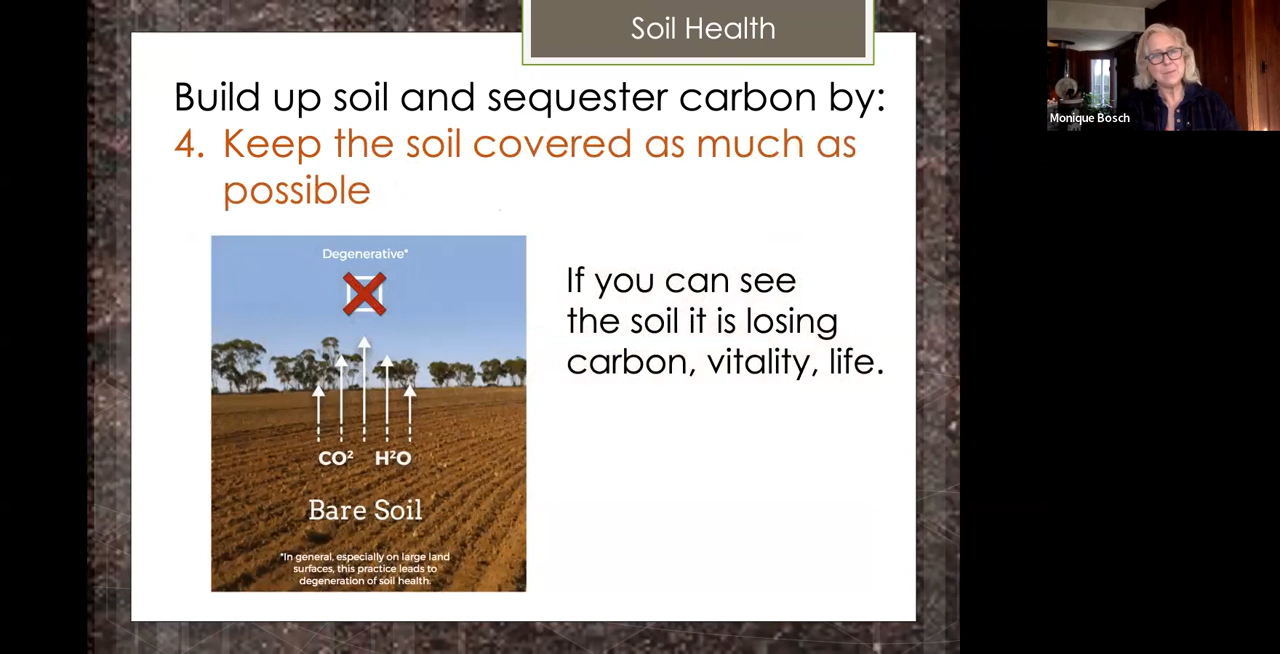 Soil Health
Build up soil and sequester carbon by:
4. Keep the soil covered as much as
possible
Degenerative*
CO² H²O
Bare Soil
*In general, especially on large land
surfaces, this practice leads to
degeneration of soil health.
If you can see
the soil it is losing
carbon, vitality, life.
Monique Bosch